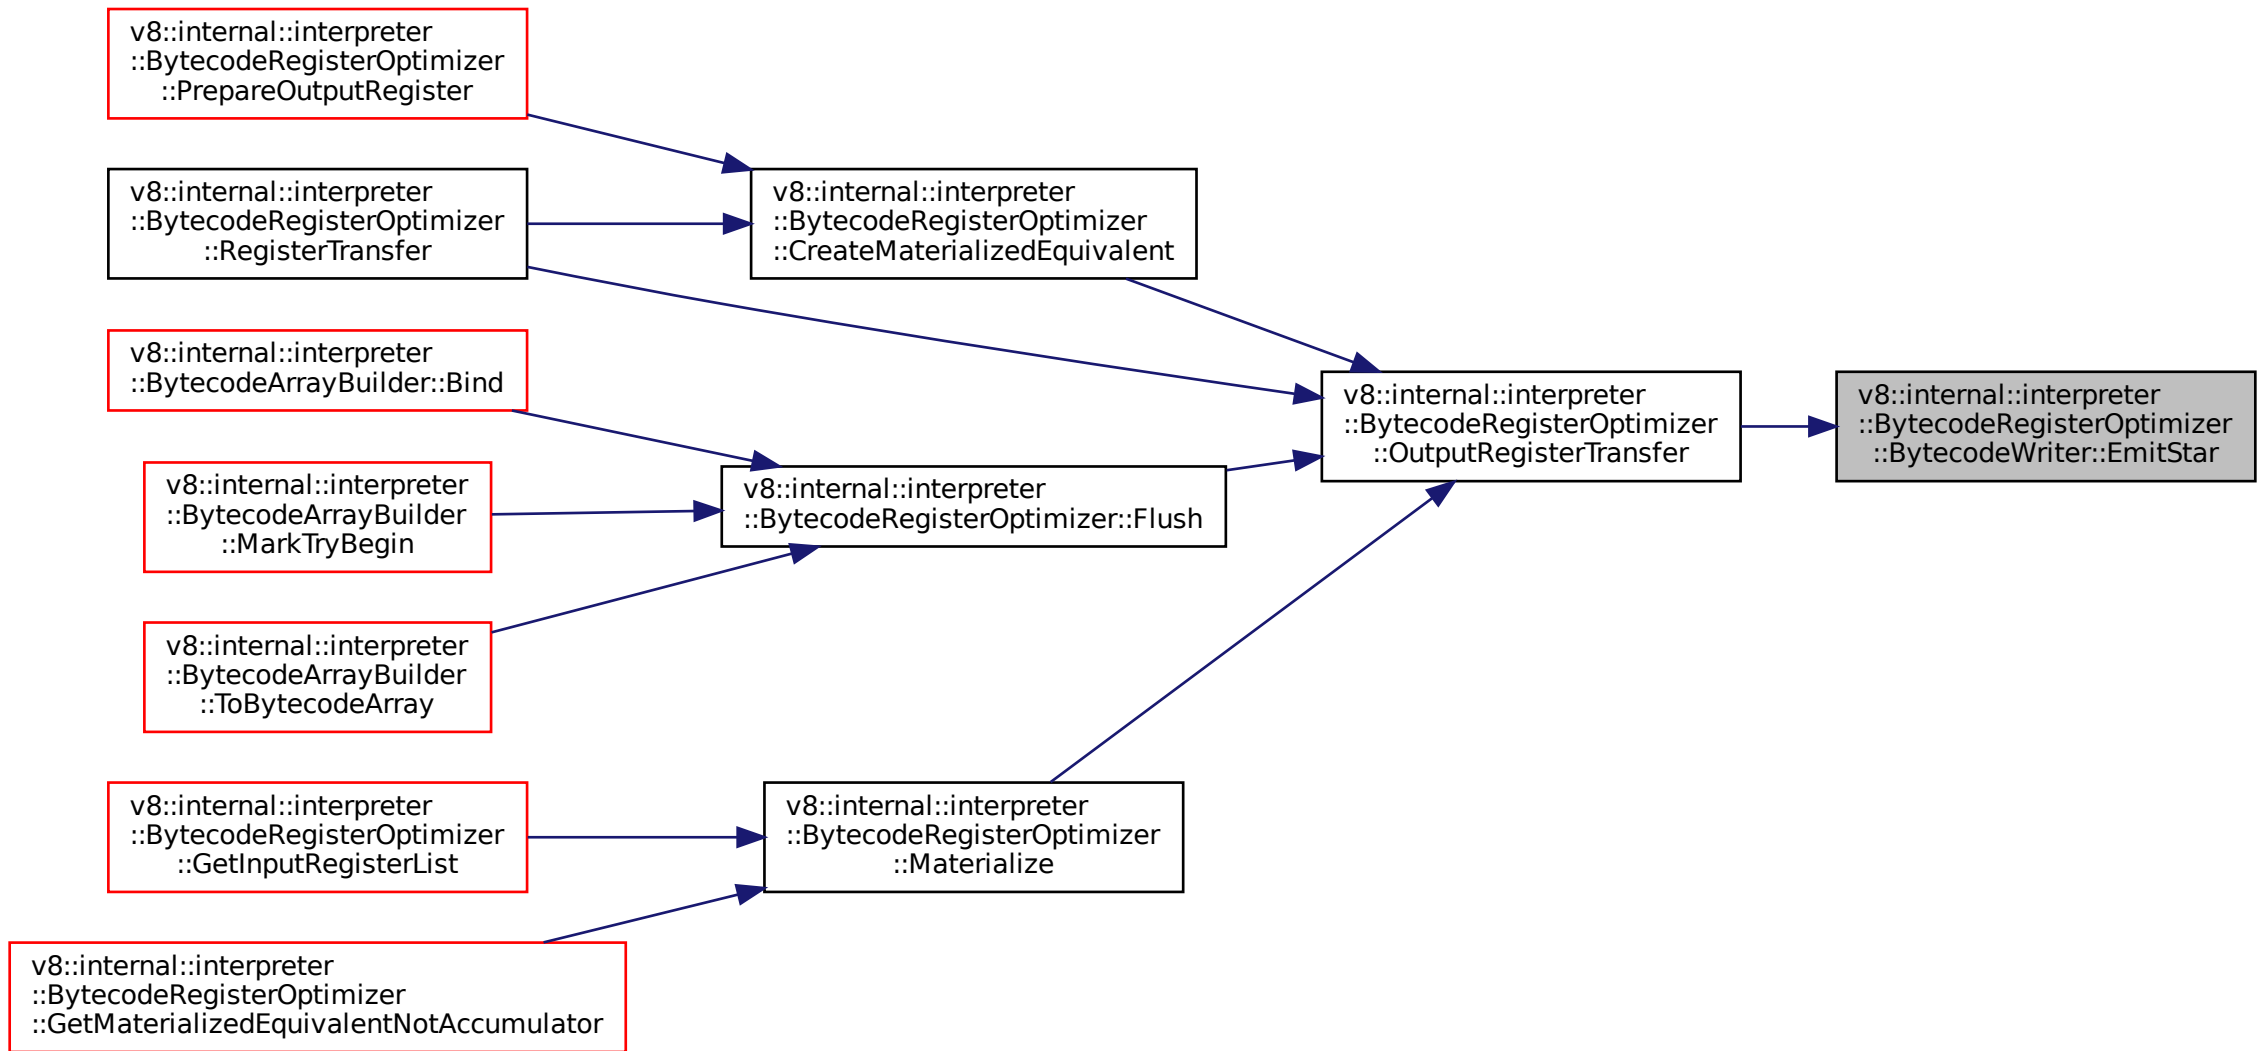 v8::internal::interpreter
::BytecodeRegisterOptimizer
::PrepareOutputRegister
v8::internal::interpreter
::BytecodeRegisterOptimizer
::RegisterTransfer
v8::internal::interpreter
::BytecodeArrayBuilder::Bind
v8::internal::interpreter
::BytecodeArrayBuilder
::MarkTryBegin
v8::internal::interpreter
::BytecodeArrayBuilder
::ToBytecodeArray
v8::internal::interpreter
::BytecodeRegisterOptimizer
::GetInputRegisterList
v8::internal::interpreter
::BytecodeRegisterOptimizer
::GetMaterializedEquivalentNotAccumulator
v8::internal::interpreter
::BytecodeRegisterOptimizer
::CreateMaterializedEquivalent
v8::internal::interpreter
::BytecodeRegisterOptimizer::Flush
v8::internal::interpreter
::BytecodeRegisterOptimizer
::Materialize
v8::internal::interpreter
::BytecodeRegisterOptimizer
::OutputRegisterTransfer
v8::internal::interpreter
::BytecodeRegisterOptimizer
::BytecodeWriter::EmitStar